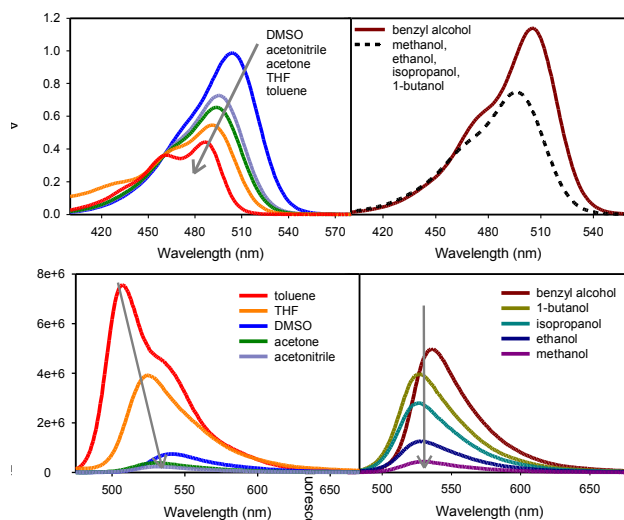 DMSO
acetonitrile
acetone
THF
toluene
benzyl alcohol
methanol,
ethanol,
isopropanol,
1-butanol
1.2
1.0
0.8
0.6
0.4
0.2
0.0
450 480 510 540 570
450 480 510 540
Wavelength (nm)
Wavelength (nm)
8e+6
6e+6
4e+6
2e+6
0
toluene
THF
DMSO
acetone
acetonitrile
benzyl alcohol
1-butanol
isopropanol
ethanol
methanol
500 550 600 650
500 550 600 650
Wavelength (nm)
Wavelength (nm)
uoresc